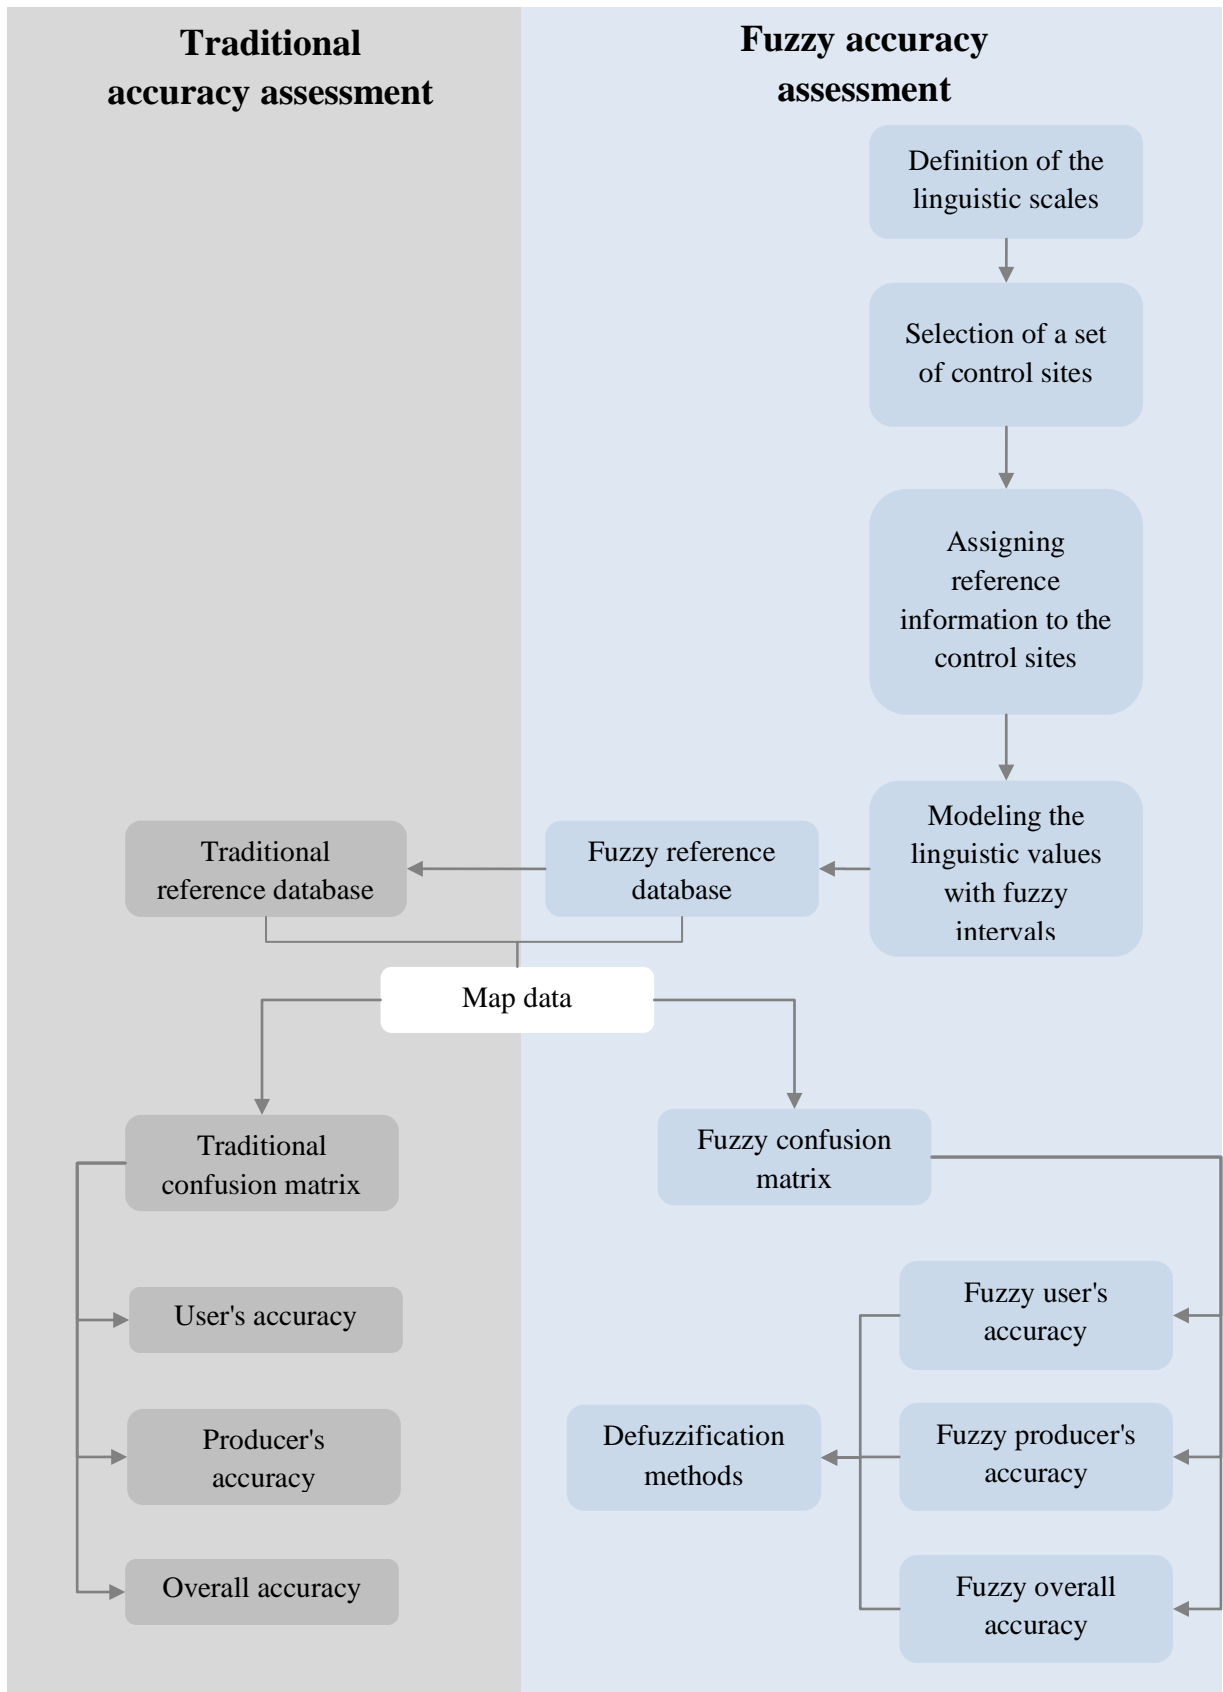 Traditional
accuracy assessment
Fuzzy accuracy
assessment
Definition of the
linguistic scales
Selection of a set
of control sites
Assigning
reference
information to the
control sites
Modeling the
linguistic values
with fuzzy
intervals
Fuzzy reference
database
Traditional
reference database
Map data
Traditional
confusion matrix
Fuzzy confusion
matrix
User's accuracy
Producer's
accuracy
Overall accuracy
Fuzzy user's
accuracy
Fuzzy producer's
accuracy
Fuzzy overall
accuracy
Defuzzification
methods